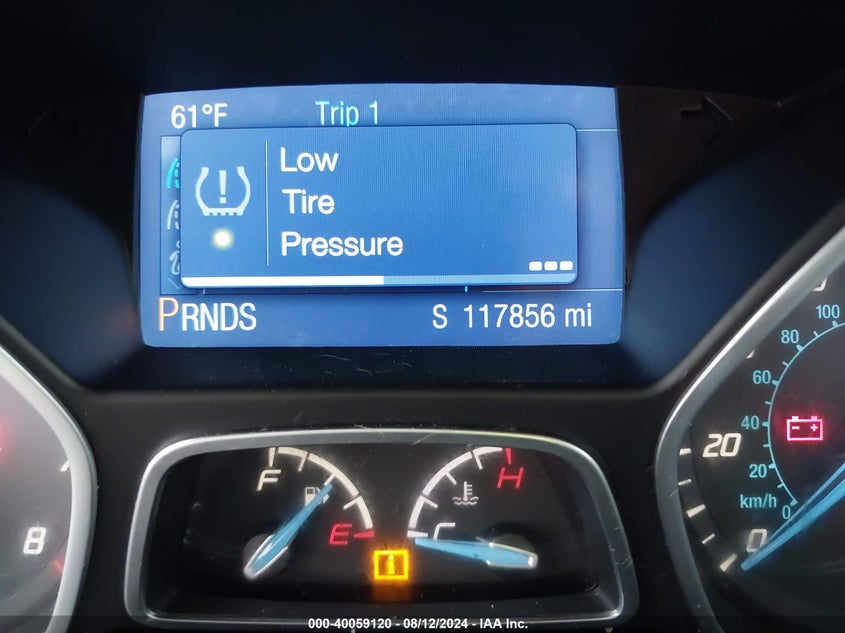 61°F Trip 1
Low
Tire
Pressure
PRNDS S 117856 mi
F E
C H
8
100
80
60
40
20
0
km/h
20
0
000-40059120 - 08/12/2024 - IAA Inc.